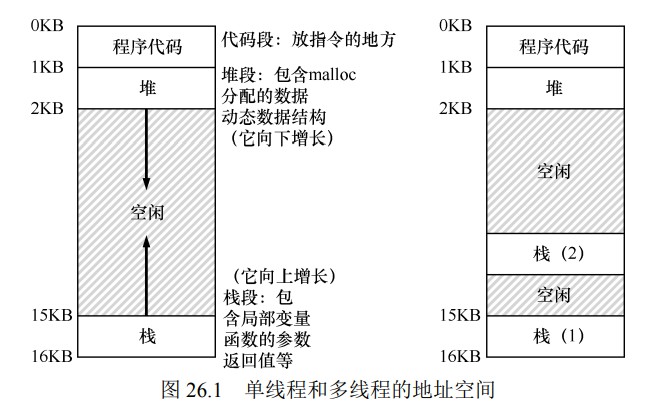 0KB
程序代码
代码段：放指令的地方
1KB
堆
堆段：包含malloc
分配的数据
动态数据结构
（它向下增长）
2KB
空闲
（它向上增长）
栈段：包
含局部变量
函数的参数
返回值等
15KB
栈
16KB
0KB
程序代码
1KB
堆
2KB
空闲
栈（2）
空闲
15KB
栈（1）
16KB
图 26.1 单线程和多线程的地址空间